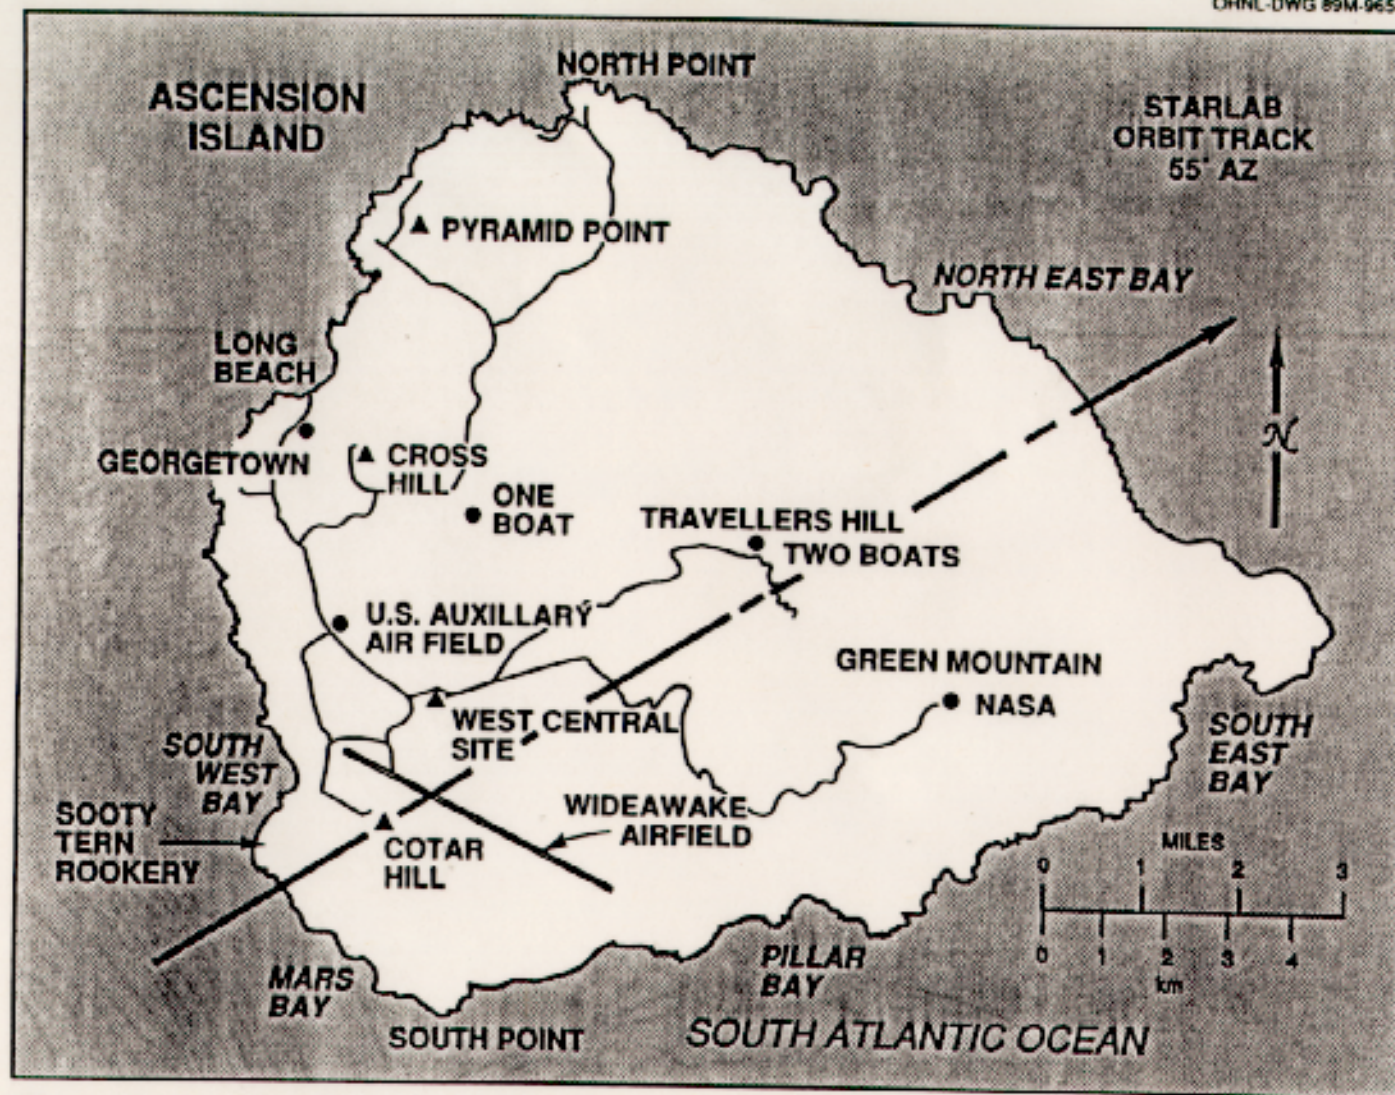 ORNL-DWG 89M-965
ASCENSION
ISLAND
NORTH POINT
STARLAB
ORBIT TRACK
55° AZ
PYRAMID POINT
NORTH EAST BAY
LONG
BEACH
N
GEORGETOWN
CROSS
HILL
ONE
BOAT
TRAVELLERS HILL
TWO BOATS
U.S. AUXILLARY
AIR FIELD
GREEN MOUNTAIN
NASA
WEST CENTRAL
SITE
SOUTH
WEST
BAY
SOUTH
EAST
BAY
SOOTY
TERN
ROOKERY
WIDEAWAKE
AIRFIELD
COTAR
HILL
MILES
0 1 2 3
0 1 2 3 4
km
MARS
BAY
PILLAR
BAY
SOUTH POINT
SOUTH ATLANTIC OCEAN